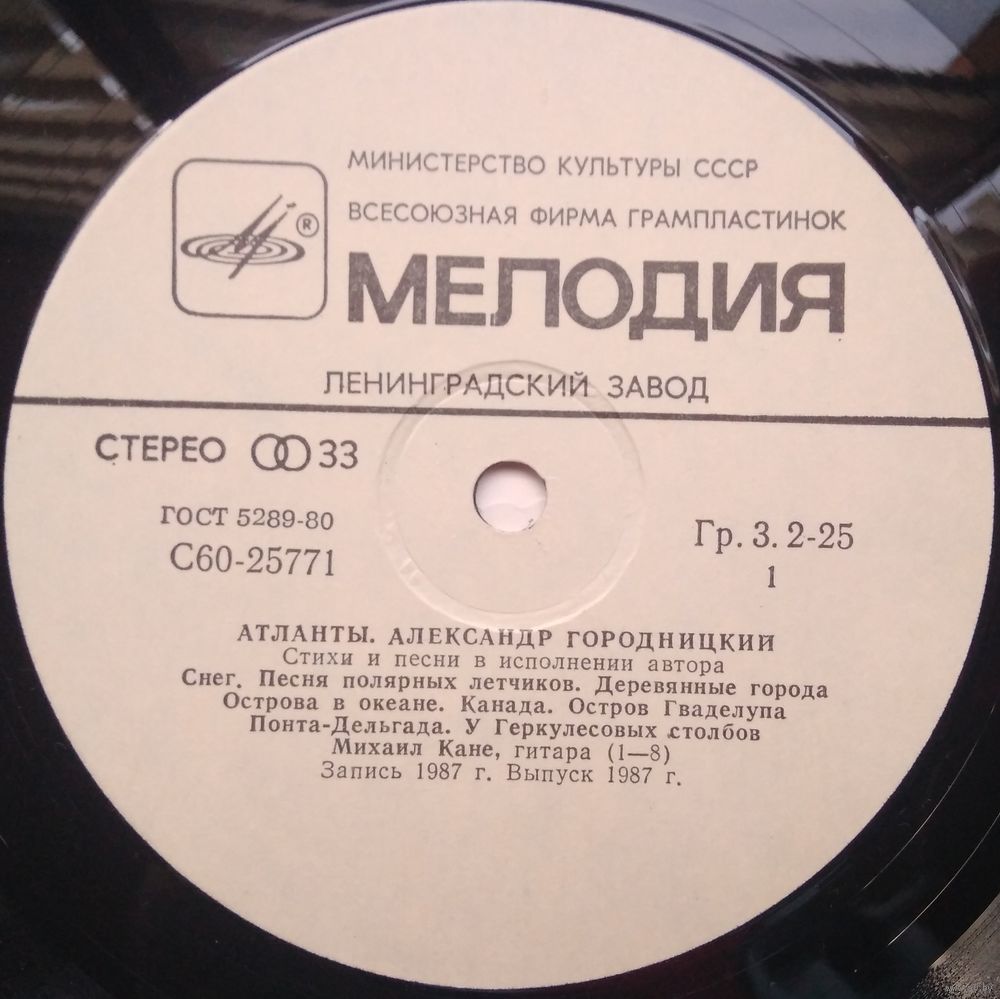 МИНИСТЕРСТВО КУЛЬТУРЫ СССР
ВСЕСОЮЗНАЯ ФИРМА ГРАМПЛАСТИНОК
®
МЕЛОДИЯ
ЛЕНИНГРАДСКИЙ ЗАВОД
СТЕРЕО 33
ГОСТ 5289-80
С60-25771
Гр. 3. 2-25
1
АТЛАНТЫ. АЛЕКСАНДР ГОРОДНИЦКИЙ
Стихи и песни в исполнении автора
Снег. Песня полярных летчиков. Деревянные города
Острова в океане. Канада. Остров Гваделупа
Понта-Дельгада. У Геркулесовых столбов
Михаил Кане, гитара (1—8)
Запись 1987 г. Выпуск 1987 г.